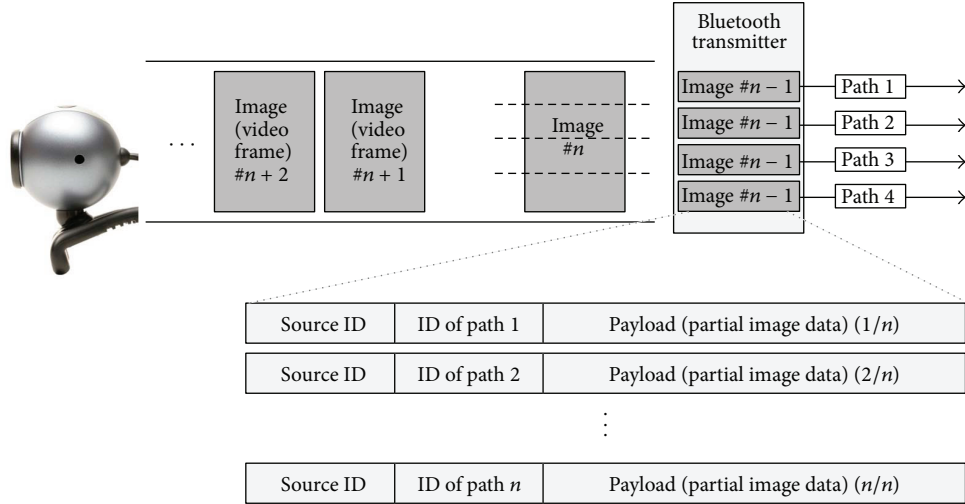 Bluetooth
transmitter
Image
(video
frame)
#n + 2
Image
(video
frame)
#n + 1
Image
#n
Image #n − 1
Path 1
Image #n − 1
Path 2
Image #n − 1
Path 3
Image #n − 1
Path 4
· · ·
Source ID
ID of path 1
Payload (partial image data) (1/n)
Source ID
ID of path 2
Payload (partial image data) (2/n)
⋮
Source ID
ID of path n
Payload (partial image data) (n/n)